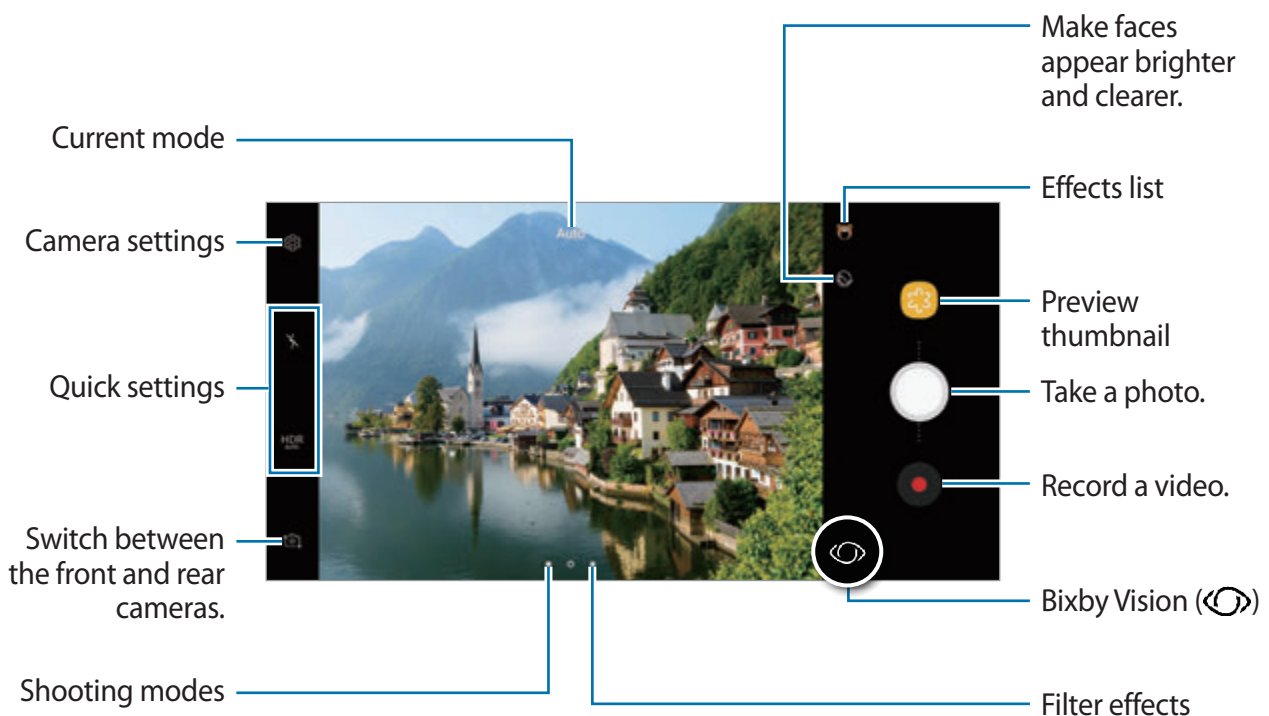 Make faces
appear brighter
and clearer.
Current mode
Effects list
Auto
Camera settings
Preview
thumbnail
Quick settings
Take a photo.
HDR
AUTO
Record a video.
Switch between
the front and rear
cameras.
Bixby Vision ( )
Shooting modes
Filter effects